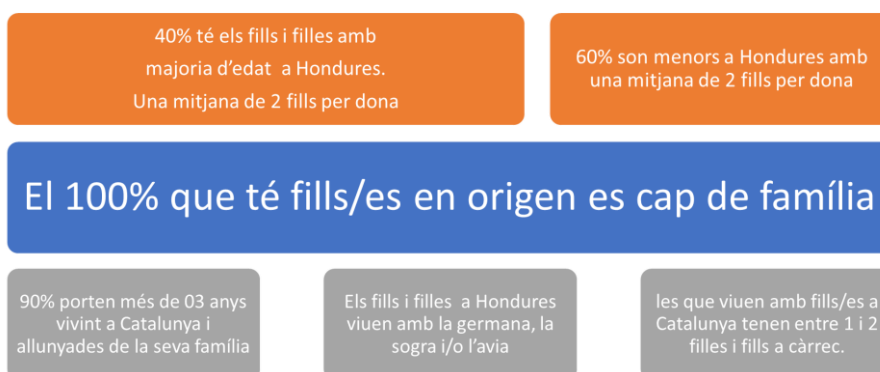 40% té els fills i filles amb
majoria d'edat a Hondures.
Una mitjana de 2 fills per dona
60% son menors a Hondures amb
una mitjana de 2 fills per dona
El 100% que té fills/es en origen es cap de família
90% porten més de 03 anys
vivint a Catalunya i
allunyades de la seva família
Els fills i filles a Hondures
viuen amb la germana, la
sogra i/o l'avia
les que viuen amb fills/es a
Catalunya tenen entre 1 i 2
filles i fills a càrrec.